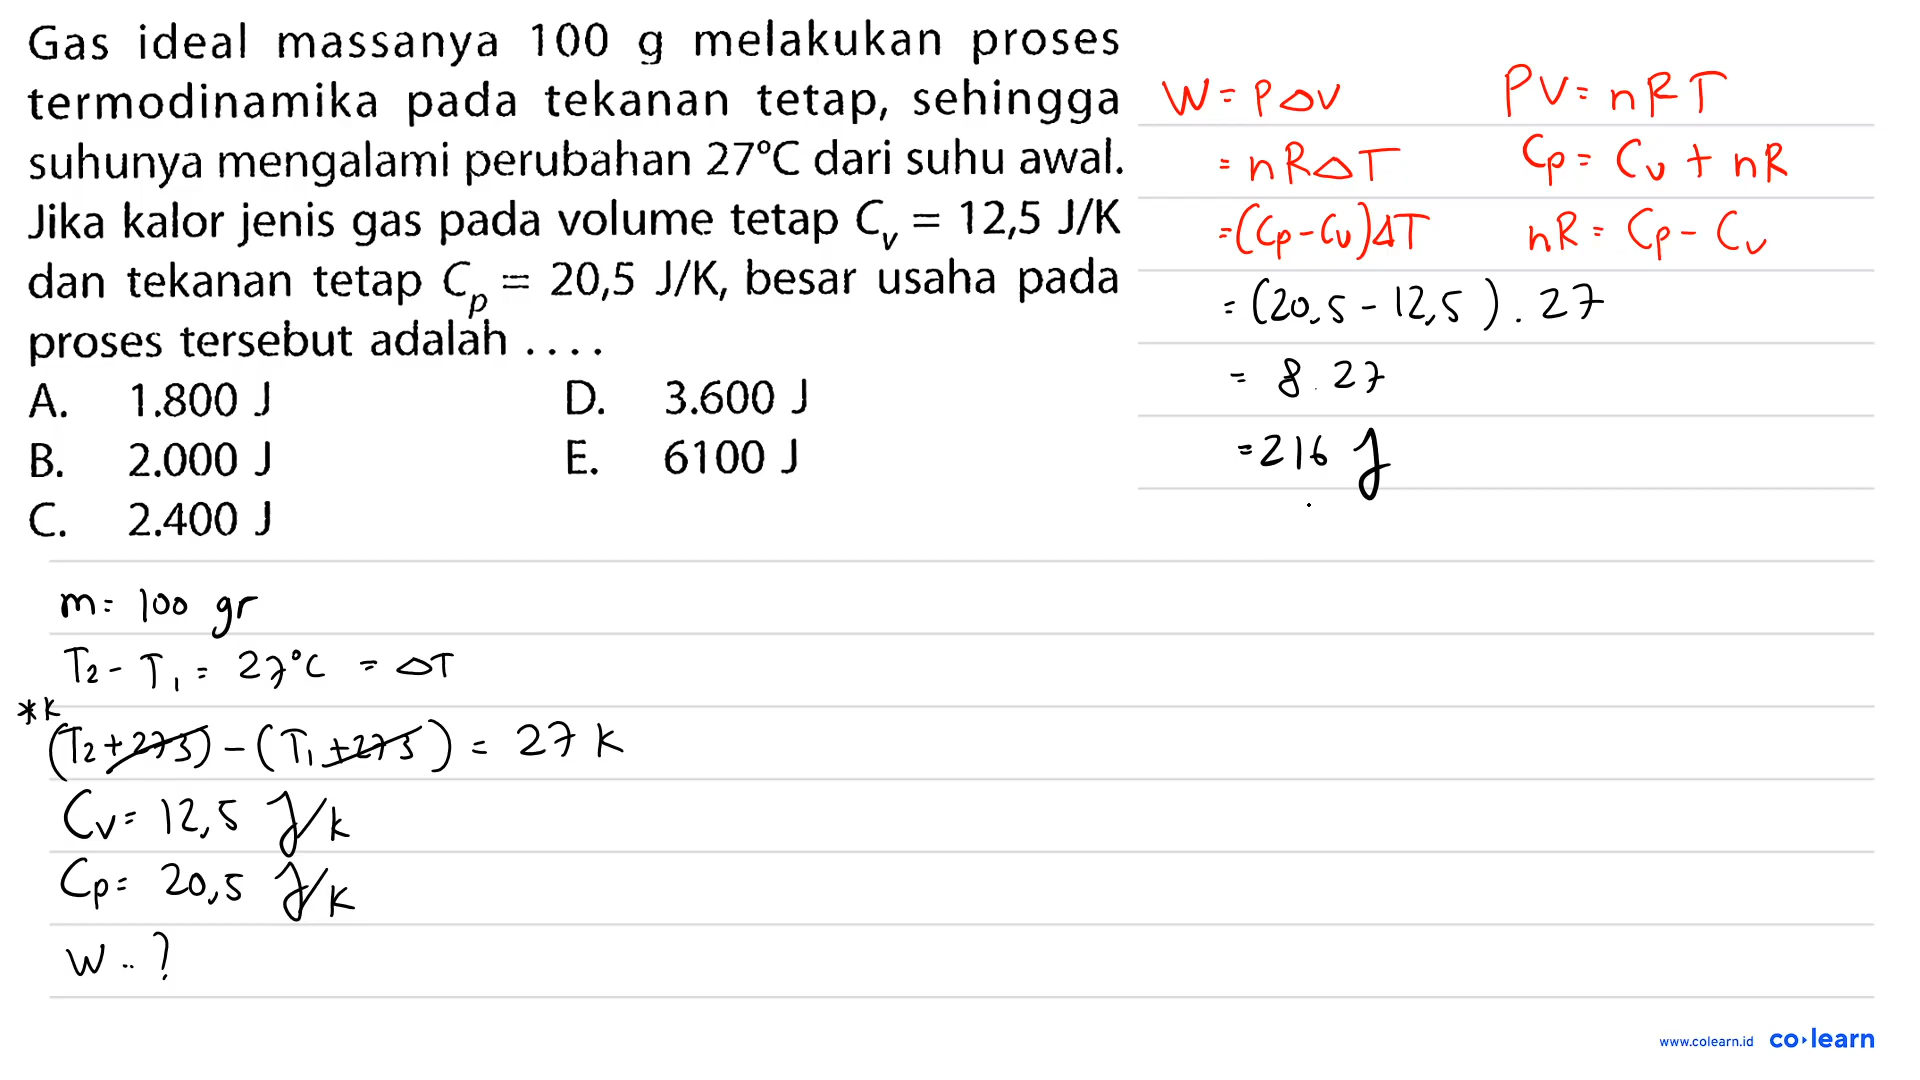 Gas ideal massanya 100 g melakukan proses
termodinamika pada tekanan tetap, sehingga
suhunya mengalami perubahan 27°C dari suhu awal.
Jika kalor jenis gas pada volume tetap Cv = 12,5 J/K
dan tekanan tetap Cp = 20,5 J/K, besar usaha pada
proses tersebut adalah ....
A. 1.800 J D. 3.600 J
B. 2.000 J E. 6100 J
C. 2.400 J
W = P ΔV PV = nRT
= nRΔT Cp = Cv + nR
= (Cp - Cv)ΔT nR = Cp - Cv
= (20,5 - 12,5) . 27
= 8 . 27
= 216 J
m = 100 gr
T2 - T1 = 27°C = ΔT
*K
(T2 + 273) - (T1 + 273) = 27 K
Cv = 12,5 J/K
Cp = 20,5 J/K
W .. ?
www.colearn.id co learn